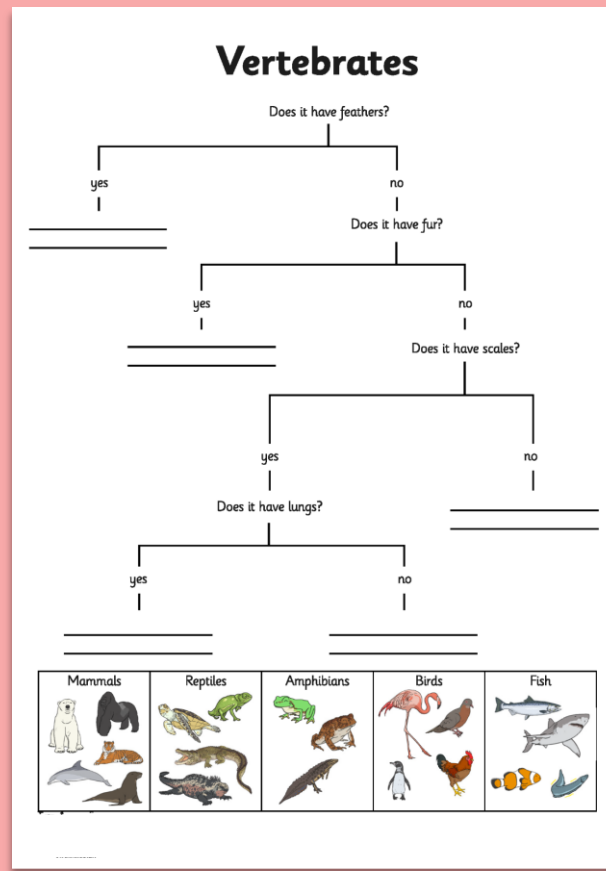 Vertebrates
Does it have feathers?
yes
no
Does it have fur?
yes
no
Does it have scales?
yes
no
Does it have lungs?
yes
no
Mammals
Reptiles
Amphibians
Birds
Fish